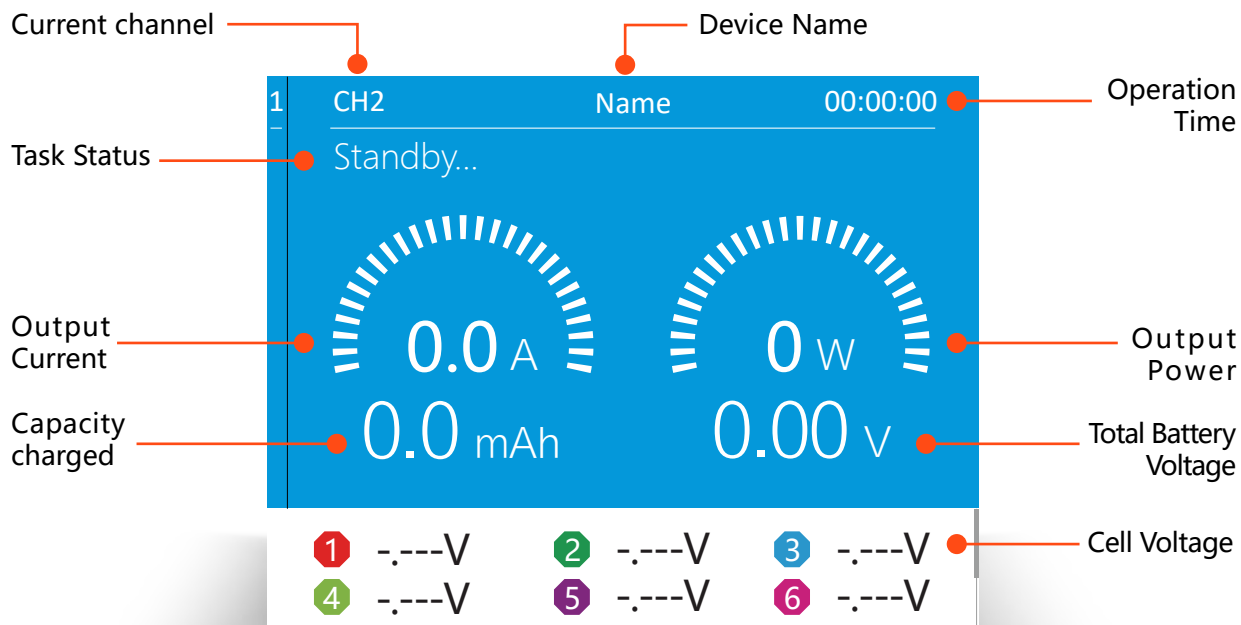 Current channel
Device Name
1
CH2
Name
00:00:00
Operation
Time
Task Status
Standby...
Output
Current
0.0 A
0 W
Output
Power
Capacity
charged
0.0 mAh
0.00 V
Total Battery
Voltage
1 -.---V
2 -.---V
3 -.---V
Cell Voltage
4 -.---V
5 -.---V
6 -.---V